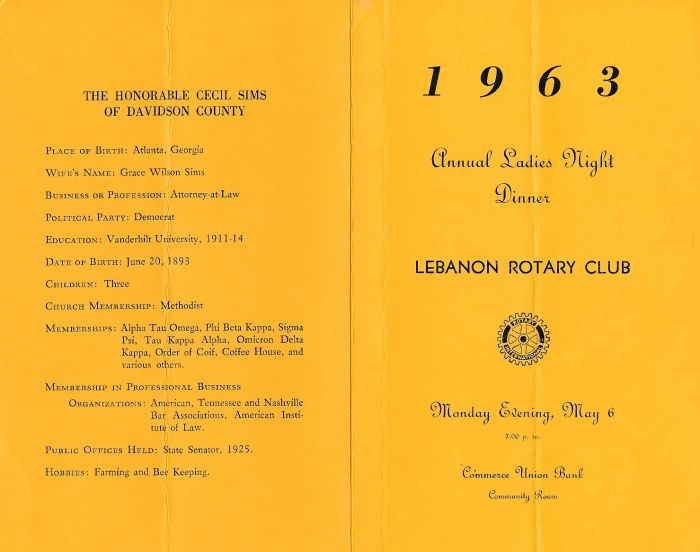 THE HONORABLE CECIL SIMS
OF DAVIDSON COUNTY
PLACE OF BIRTH: Atlanta, Georgia
WIFE'S NAME: Grace Wilson Sims
BUSINESS OR PROFESSION: Attorney-at-Law
POLITICAL PARTY: Democrat
EDUCATION: Vanderbilt University, 1911-14
DATE OF BIRTH: June 20, 1893
CHILDREN: Three
CHURCH MEMBERSHIP: Methodist
MEMBERSHIPS: Alpha Tau Omega, Phi Beta Kappa, Sigma
Psi, Tau Kappa Alpha, Omicron Delta
Kappa, Order of Coif, Coffee House, and
various others.
MEMBERSHIP IN PROFESSIONAL BUSINESS
ORGANIZATIONS: American, Tennessee and Nashville
Bar Associations, American Insti-
tute of Law.
PUBLIC OFFICES HELD: State Senator, 1925.
HOBBIES: Farming and Bee Keeping.
1963
Annual Ladies Night
Dinner
LEBANON ROTARY CLUB
ROTARY
INTERNATIONAL
Monday Evening, May 6
7:00 p. m.
Commerce Union Bank
Community Room